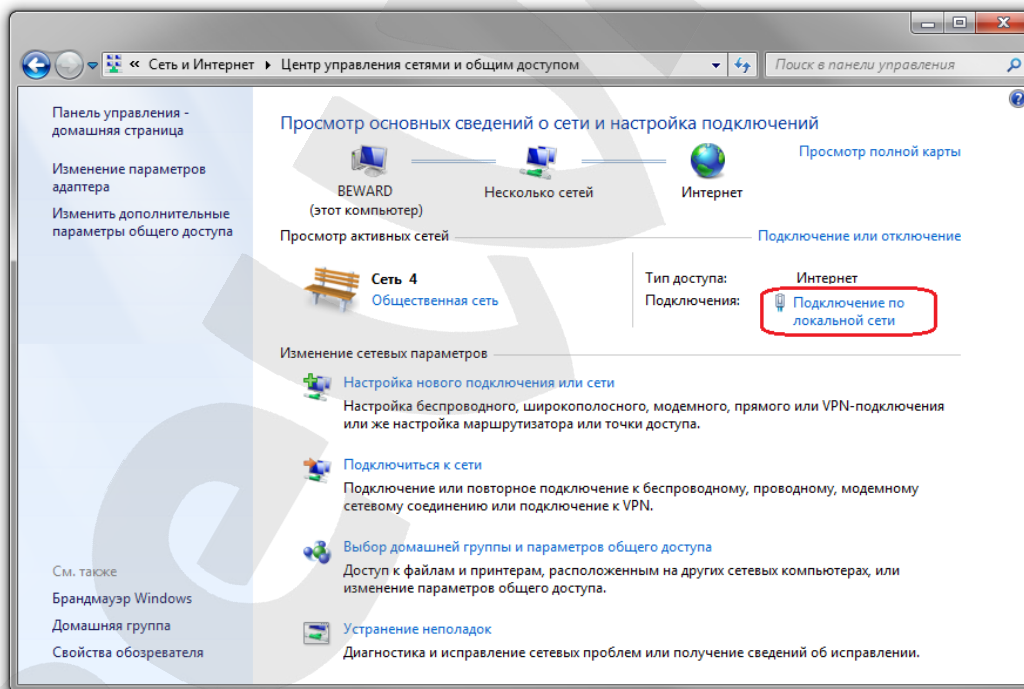 « Сеть и Интернет ▸ Центр управления сетями и общим доступом
Поиск в панели управления
Панель управления -
домашняя страница
Изменение параметров
адаптера
Изменить дополнительные
параметры общего доступа
Просмотр основных сведений о сети и настройка подключений
Просмотр полной карты
BEWARD
(этот компьютер)
Несколько сетей
Интернет
Просмотр активных сетей
Подключение или отключение
Сеть 4
Общественная сеть
Тип доступа: Интернет
Подключения: Подключение по
локальной сети
Изменение сетевых параметров
Настройка нового подключения или сети
Настройка беспроводного, широкополосного, модемного, прямого или VPN-подключения
или же настройка маршрутизатора или точки доступа.
Подключиться к сети
Подключение или повторное подключение к беспроводному, проводному, модемному
сетевому соединению или подключение к VPN.
Выбор домашней группы и параметров общего доступа
Доступ к файлам и принтерам, расположенным на других сетевых компьютерах, или
изменение параметров общего доступа.
Устранение неполадок
Диагностика и исправление сетевых проблем или получение сведений об исправлении.
См. также
Брандмауэр Windows
Домашняя группа
Свойства обозревателя